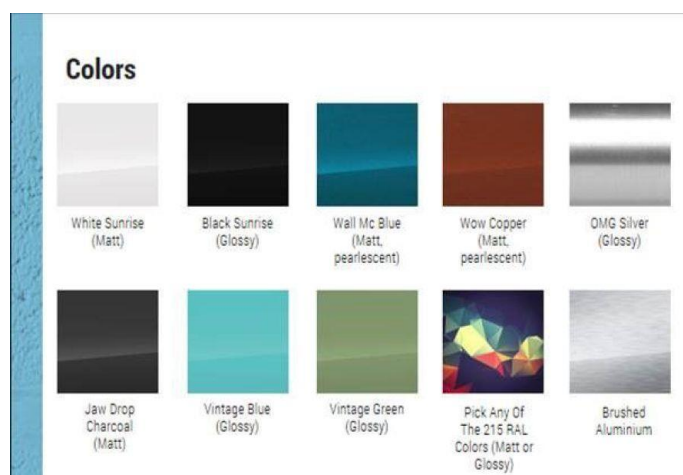 Colors
White Sunrise
(Matt)
Black Sunrise
(Glossy)
Wall Mc Blue
(Matt,
pearlescent)
Wow Copper
(Matt,
pearlescent)
OMG Silver
(Glossy)
Jaw Drop
Charcoal
(Matt)
Vintage Blue
(Glossy)
Vintage Green
(Glossy)
Pick Any Of
The 215 RAL
Colors (Matt or
Glossy)
Brushed
Aluminium